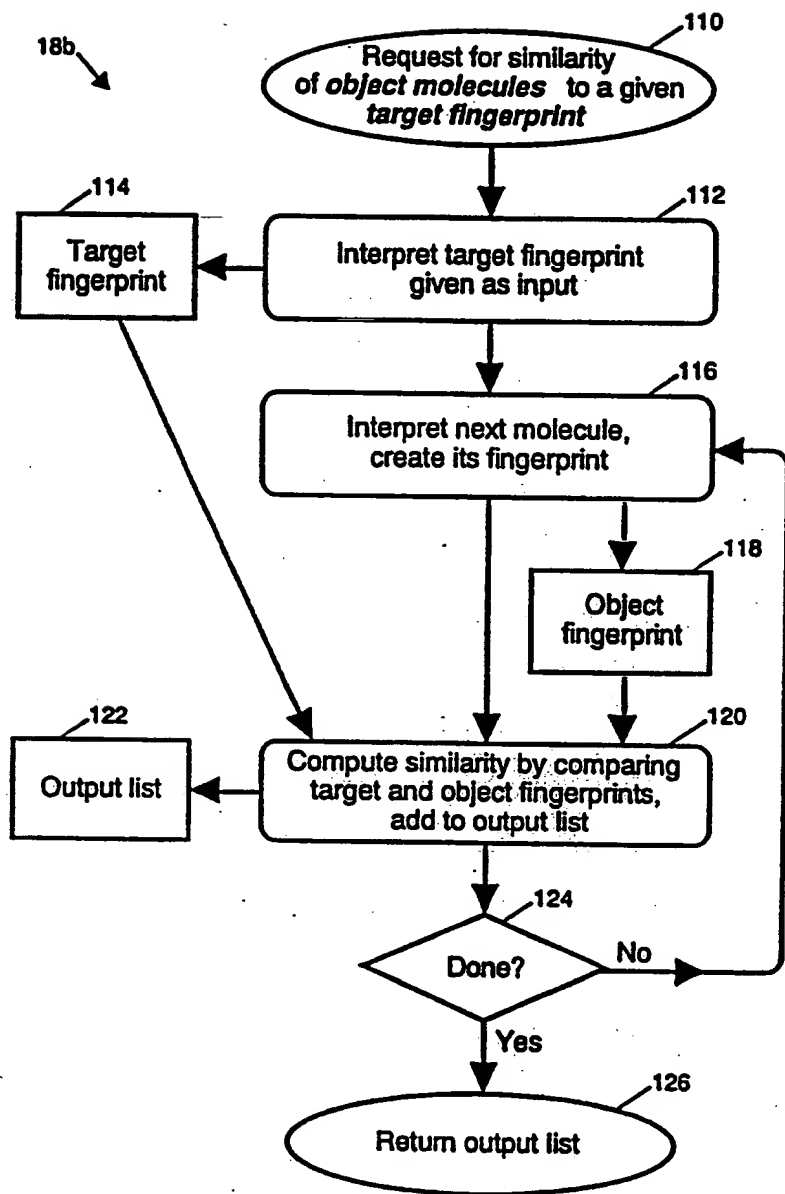 18b
110
Request for similarity
of object molecules to a given
target fingerprint
114
112
Target
fingerprint
Interpret target fingerprint
given as input
116
Interpret next molecule,
create its fingerprint
118
Object
fingerprint
122
120
Output list
Compute similarity by comparing
target and object fingerprints,
add to output list
124
Done?
No
Yes
126
Return output list